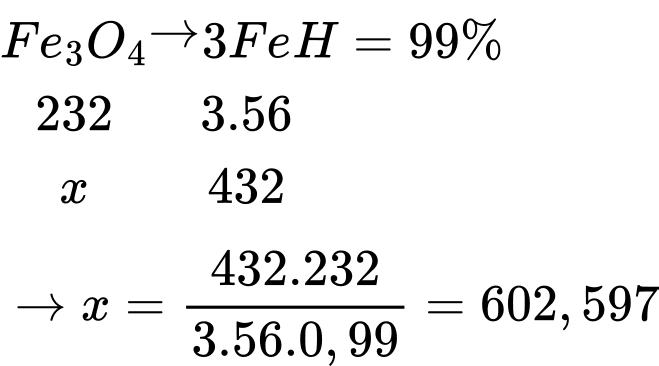 Fe₃O₄→3FeH = 99%
232 3.56
x 432
→ x = 432.232 / 3.56.0,99 = 602,597